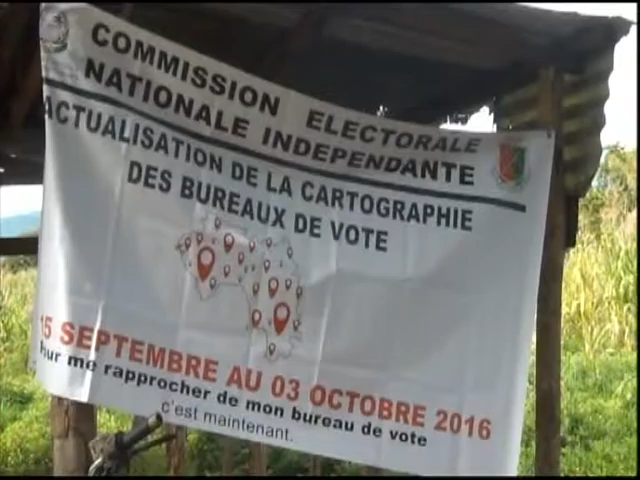 COMMISSION ELECTORALE
NATIONALE INDEPENDANTE
ACTUALISATION DE LA CARTOGRAPHIE
DES BUREAUX DE VOTE
15 SEPTEMBRE AU 03 OCTOBRE 2016
Pour me rapprocher de mon bureau de vote
c'est maintenant.